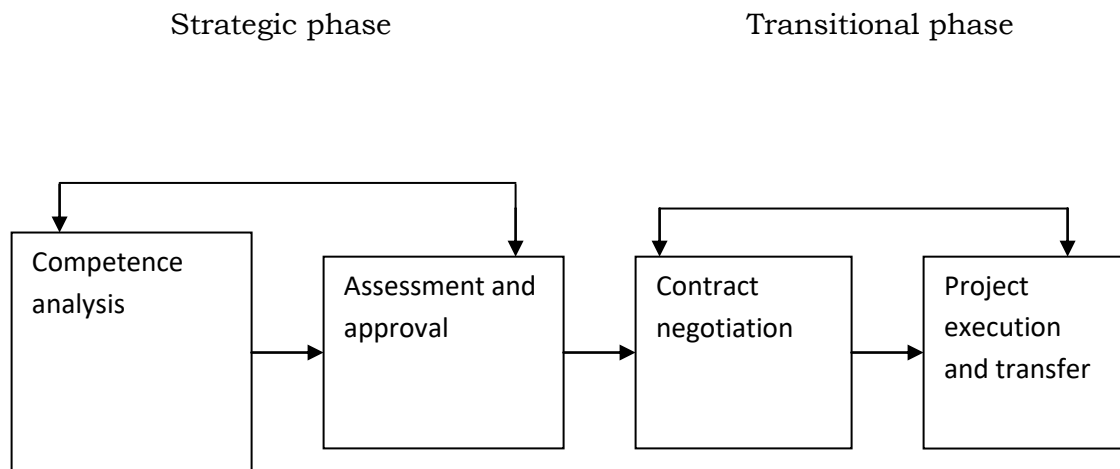 Strategic phase
Transitional phase
Competence
analysis
Assessment and
approval
Contract
negotiation
Project
execution
and transfer